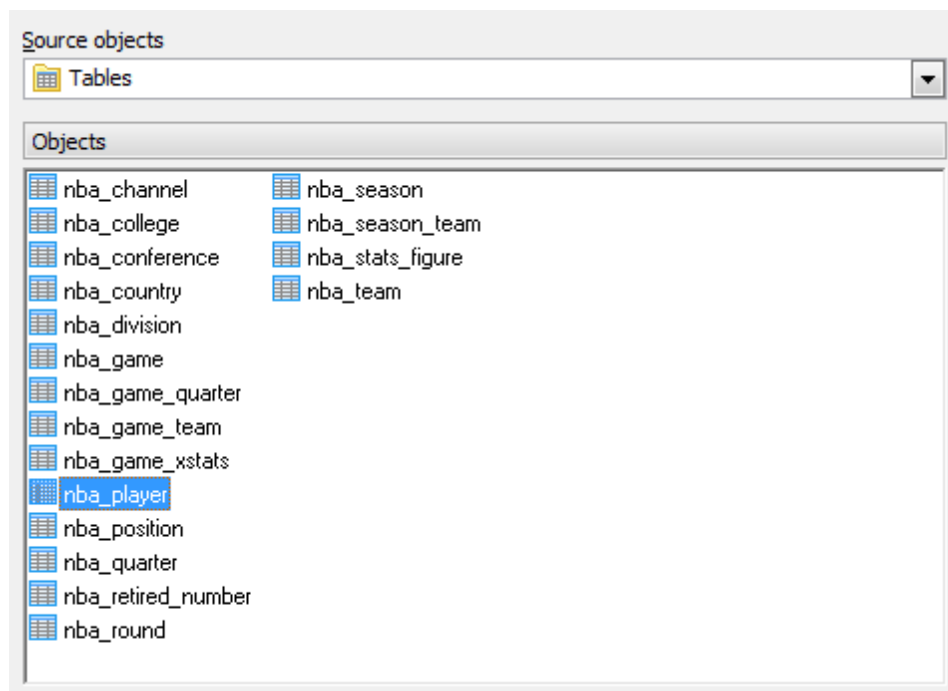 Source objects
Tables
Objects
nba_channel
nba_college
nba_conference
nba_country
nba_division
nba_game
nba_game_quarter
nba_game_team
nba_game_xstats
nba_player
nba_position
nba_quarter
nba_retired_number
nba_round
nba_season
nba_season_team
nba_stats_figure
nba_team